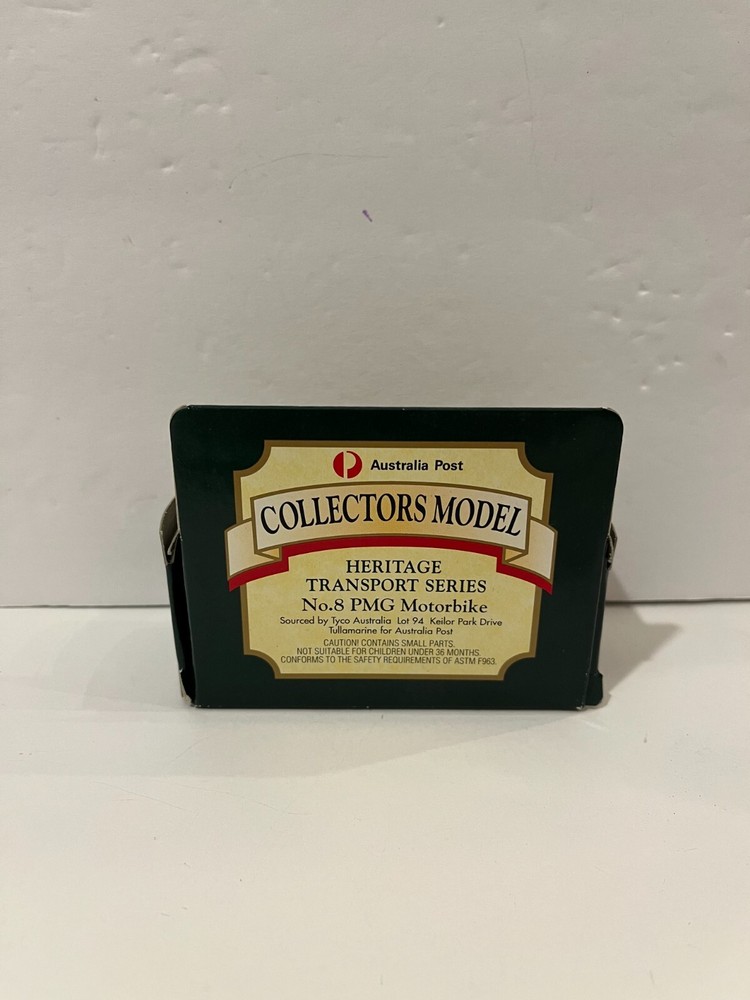 Australia Post
COLLECTORS MODEL
HERITAGE
TRANSPORT SERIES
No.8 PMG Motorbike
Sourced by Tyco Australia Lot 94 Keilor Park Drive
Tullamarine for Australia Post
CAUTION! CONTAINS SMALL PARTS.
NOT SUITABLE FOR CHILDREN UNDER 36 MONTHS.
CONFORMS TO THE SAFETY REQUIREMENTS OF ASTM F963.